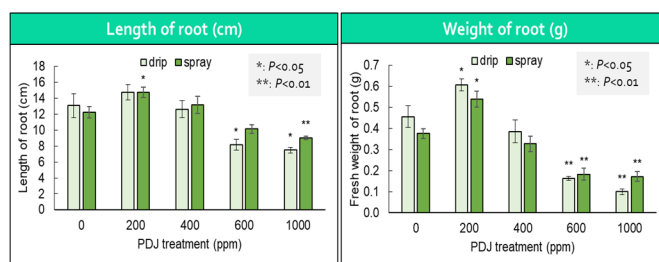 Length of root (cm)
drip spray
*: P<0.05
**: P<0.01
Length of root (cm)
18
16
14
12
10
8
6
4
2
0
*
*
*
**
0 200 400 600 1000
PDJ treatment (ppm)
Weight of root (g)
drip spray
*: P<0.05
**: P<0.01
Fresh weight of root (g)
0.7
0.6
0.5
0.4
0.3
0.2
0.1
0.0
* *
** **
** **
0 200 400 600 1000
PDJ treatment (ppm)